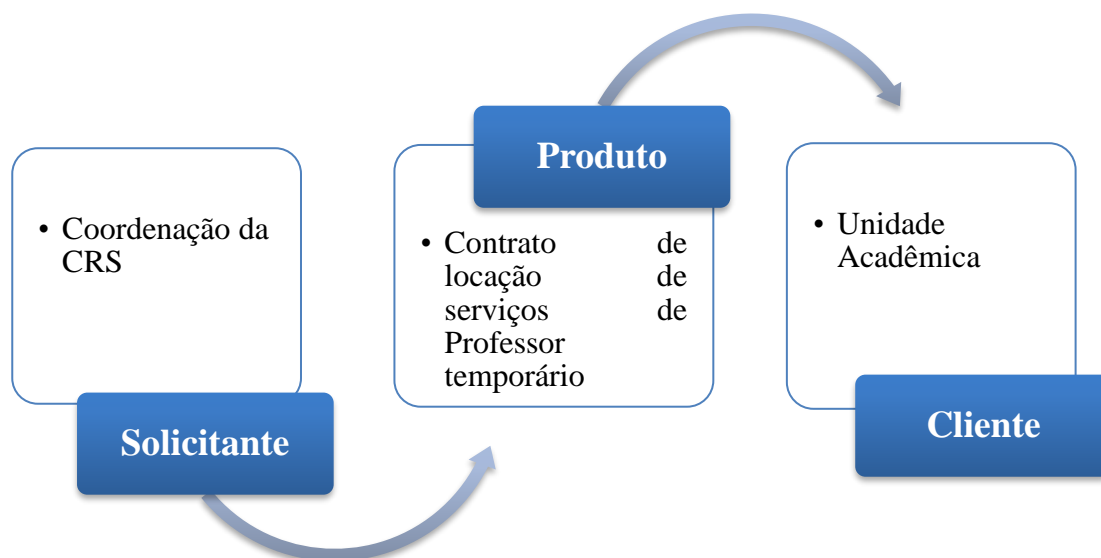 • Coordenação da
CRS
Solicitante
Produto
• Contrato de
locação de
serviços de
Professor
temporário
• Unidade
Acadêmica
Cliente